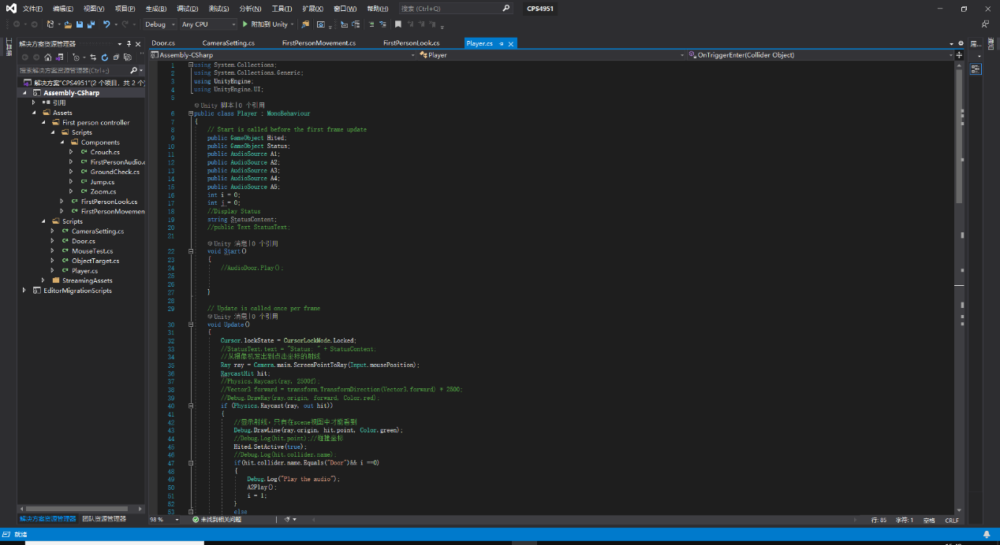 文件(F) 编辑(E) 视图(V) 项目(P) 生成(B) 调试(D) 测试(S) 分析(N) 工具(T) 扩展(X) 窗口(W) 帮助(H) 搜索 (Ctrl+Q) CPS4951
Debug Any CPU 附加到 Unity
解决方案资源管理器
搜索解决方案资源管理器(Ctrl+;)
解决方案"CPS4951"(2 个项目，共 2 个)
Assembly-CSharp
引用
Assets
First person controller
Scripts
Components
Crouch.cs
FirstPersonAudio.c
GroundCheck.cs
Jump.cs
Zoom.cs
FirstPersonLook.cs
FirstPersonMovemen
Scripts
CameraSetting.cs
Door.cs
MouseTest.cs
ObjectTarget.cs
Player.cs
StreamingAssets
EditorMigrationScripts
解决方案资源管理器 团队资源管理器
Door.cs CameraSetting.cs FirstPersonMovement.cs FirstPersonLook.cs Player.cs
Assembly-CSharp Player OnTriggerEnter(Collider Object)
1 using System.Collections;
2 using System.Collections.Generic;
3 using UnityEngine;
4 using UnityEngine.UI;
5
Unity 脚本|0 个引用
6 public class Player : MonoBehaviour
7 {
8 // Start is called before the first frame update
9 public GameObject Hited;
10 public GameObject Status;
11 public AudioSource A1;
12 public AudioSource A2;
13 public AudioSource A3;
14 public AudioSource A4;
15 public AudioSource A5;
16 int i = 0;
17 int j = 0;
18 //Display Status
19 string StatusContent;
20 //public Text StatusText;
21
Unity 消息|0 个引用
22 void Start()
23 {
24 //AudioDoor.Play();
25
26
27 }
28
29 // Update is called once per frame
Unity 消息|0 个引用
30 void Update()
31 {
32 Cursor.lockState = CursorLockMode.Locked;
33 //StatusText.text = "Status: " + StatusContent;
34 //从摄像机发出到点击坐标的射线
35 Ray ray = Camera.main.ScreenPointToRay(Input.mousePosition);
36 RaycastHit hit;
37 //Physics.Raycast(ray, 2500f);
38 //Vector3 forward = transform.TransformDirection(Vector3.forward) * 2500;
39 //Debug.DrawRay(ray.origin, forward, Color.red);
40 if (Physics.Raycast(ray, out hit))
41 {
42 //显示射线，只有在scene视图中才能看到
43 Debug.DrawLine(ray.origin, hit.point, Color.green);
44 //Debug.Log(hit.point);//碰撞坐标
45 Hited.SetActive(true);
46 //Debug.Log(hit.collider.name);
47 if(hit.collider.name.Equals("Door")&& i ==0)
48 {
49 Debug.Log("Play the audio");
50 A2Play();
51 i = 1;
52 }
53 else
98 % 未找到相关问题 行: 85 字符: 1 空格 CRLF
就绪